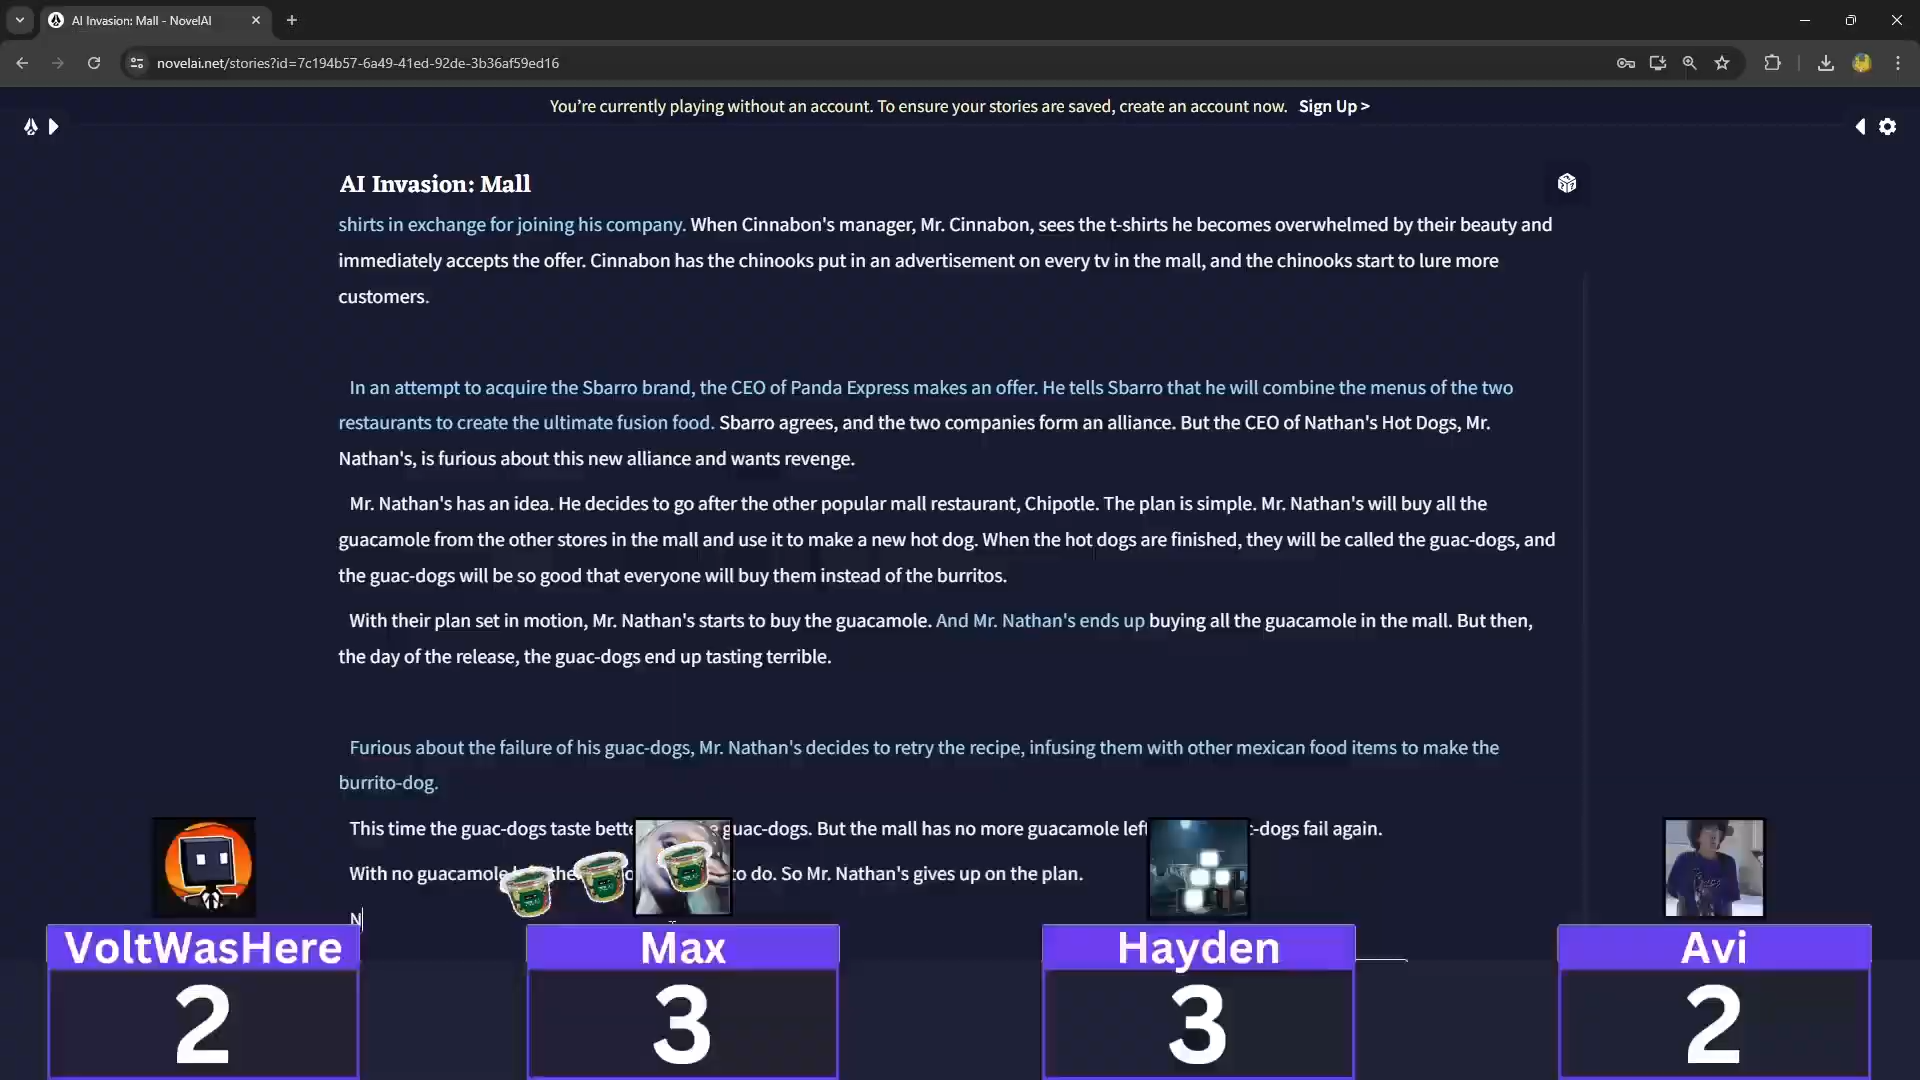 AI Invasion: Mall - NovelAI
novelai.net/stories?id=7c194b57-6a49-41ed-92de-3b36af59ed16
You’re currently playing without an account. To ensure your stories are saved, create an account now. Sign Up >
AI Invasion: Mall
shirts in exchange for joining his company. When Cinnabon's manager, Mr. Cinnabon, sees the t-shirts he becomes overwhelmed by their beauty and
immediately accepts the offer. Cinnabon has the chinooks put in an advertisement on every tv in the mall, and the chinooks start to lure more
customers.
In an attempt to acquire the Sbarro brand, the CEO of Panda Express makes an offer. He tells Sbarro that he will combine the menus of the two
restaurants to create the ultimate fusion food. Sbarro agrees, and the two companies form an alliance. But the CEO of Nathan's Hot Dogs, Mr.
Nathan's, is furious about this new alliance and wants revenge.
Mr. Nathan's has an idea. He decides to go after the other popular mall restaurant, Chipotle. The plan is simple. Mr. Nathan's will buy all the
guacamole from the other stores in the mall and use it to make a new hot dog. When the hot dogs are finished, they will be called the guac-dogs, and
the guac-dogs will be so good that everyone will buy them instead of the burritos.
With their plan set in motion, Mr. Nathan's starts to buy the guacamole. And Mr. Nathan's ends up buying all the guacamole in the mall. But then,
the day of the release, the guac-dogs end up tasting terrible.
Furious about the failure of his guac-dogs, Mr. Nathan's decides to retry the recipe, infusing them with other mexican food items to make the
burrito-dog.
This time the guac-dogs taste guac-dogs. But the mall has no more guacamole -dogs fail again.
With no guacamole to do. So Mr. Nathan's gives up on the plan.
N
VoltWasHere Max Hayden Avi
2 3 3 2